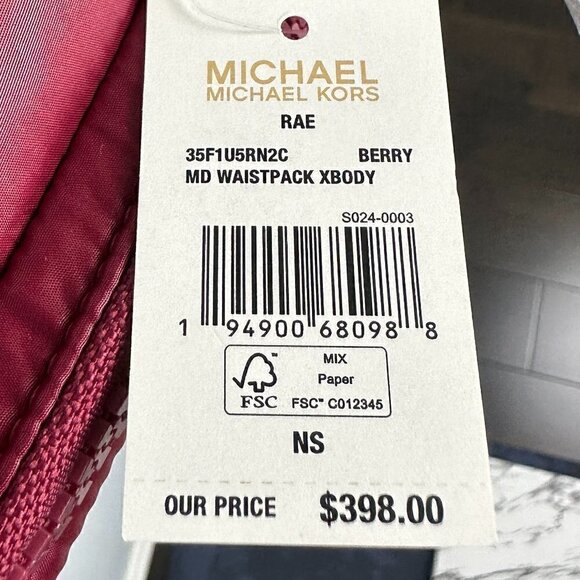 MICHAEL
MICHAEL KORS
RAE
35F1U5RN2C BERRY
MD WAISTPACK XBODY
S024-0003
1 94900 68098 8
MIX
Paper
FSC™ FSC™ C012345
NS
OUR PRICE $398.00